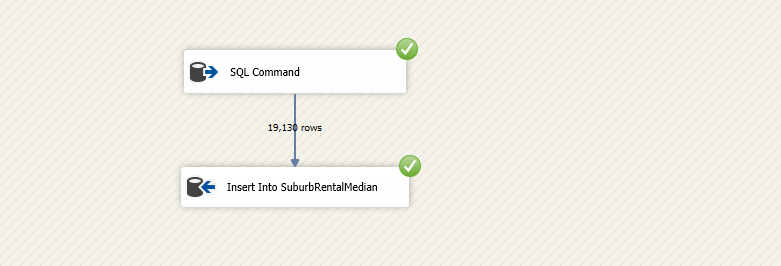 SQL Command
19,130 rows
Insert Into SuburbRentalMedian